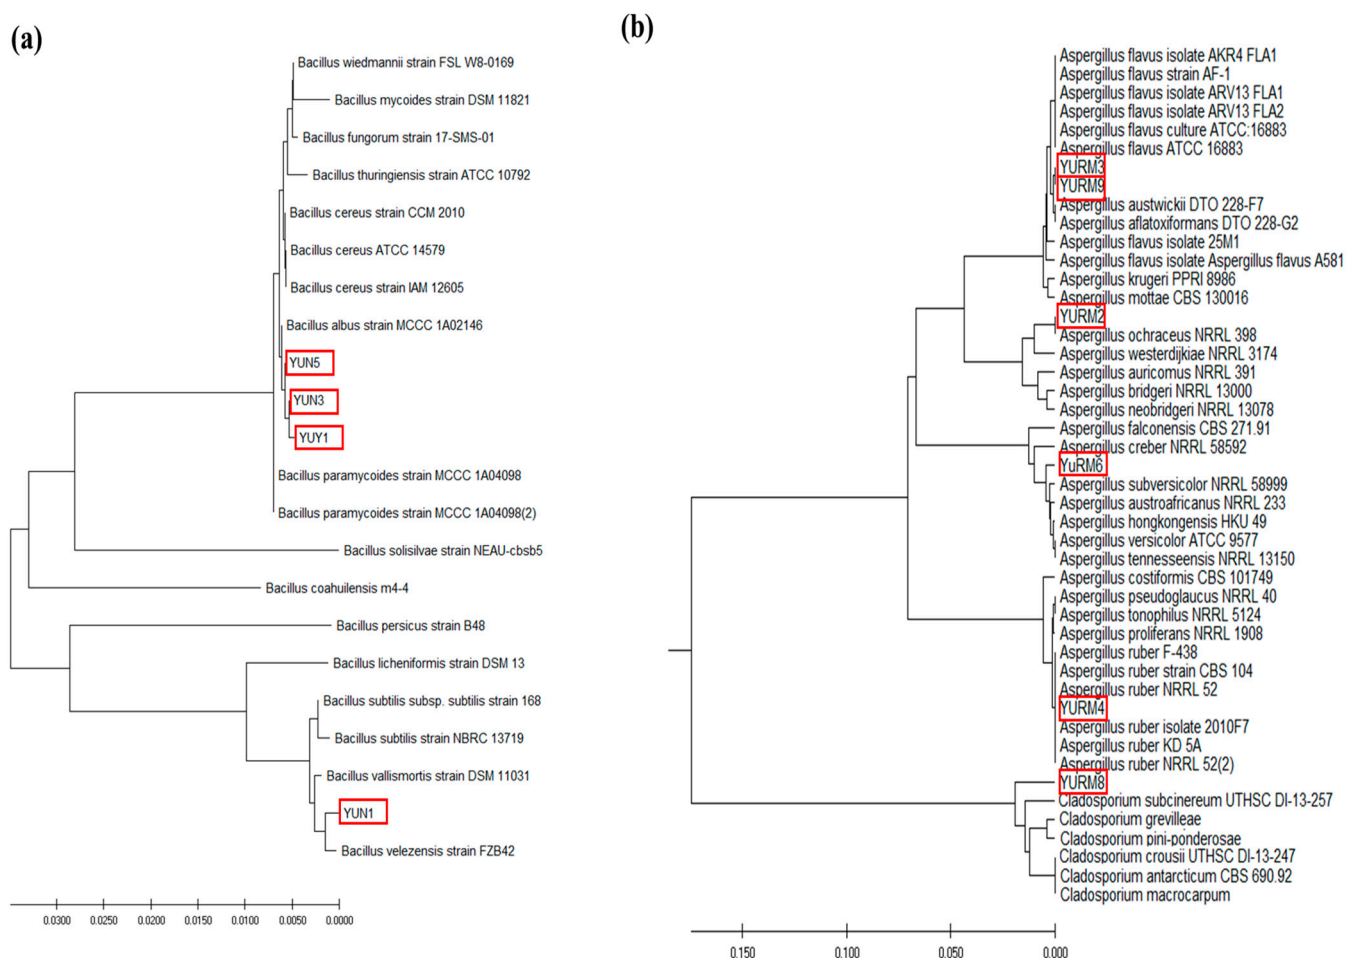 (a)
Bacillus wiedmannii strain FSL W8-0169
Bacillus mycoides strain DSM 11821
Bacillus fungorum strain 17-SMS-01
Bacillus thuringiensis strain ATCC 10792
Bacillus cereus strain CCM 2010
Bacillus cereus ATCC 14579
Bacillus cereus strain IAM 12605
Bacillus albus strain MCCC 1A02146
YUN5
YUN3
YUY1
Bacillus paramycoides strain MCCC 1A04098
Bacillus paramycoides strain MCCC 1A04098(2)
Bacillus solisilvae strain NEAU-cbsb5
Bacillus coahuilensis m4-4
Bacillus persicus strain B48
Bacillus licheniformis strain DSM 13
Bacillus subtilis subsp. subtilis strain 168
Bacillus subtilis strain NBRC 13719
Bacillus vallismortis strain DSM 11031
YUN1
Bacillus velezensis strain FZB42
0.0300 0.0250 0.0200 0.0150 0.0100 0.0050 0.0000
(b)
Aspergillus flavus isolate AKR4 FLA1
Aspergillus flavus strain AF-1
Aspergillus flavus isolate ARV13 FLA1
Aspergillus flavus isolate ARV13 FLA2
Aspergillus flavus culture ATCC:16883
Aspergillus flavus ATCC 16883
YURM3
YURM9
Aspergillus austwickii DTO 228-F7
Aspergillus aflatoxiformans DTO 228-G2
Aspergillus flavus isolate 25M1
Aspergillus flavus isolate Aspergillus flavus A581
Aspergillus krugeri PPRI 8986
Aspergillus mottae CBS 130016
YURM2
Aspergillus ochraceus NRRL 398
Aspergillus westerdijkiae NRRL 3174
Aspergillus auricomus NRRL 391
Aspergillus bridgeri NRRL 13000
Aspergillus neobridgeri NRRL 13078
Aspergillus falconensis CBS 271.91
Aspergillus creber NRRL 58592
YuRM6
Aspergillus subversicolor NRRL 58999
Aspergillus austroafricanus NRRL 233
Aspergillus hongkongensis HKU 49
Aspergillus versicolor ATCC 9577
Aspergillus tennesseensis NRRL 13150
Aspergillus costiformis CBS 101749
Aspergillus pseudoglaucus NRRL 40
Aspergillus tonophilus NRRL 5124
Aspergillus proliferans NRRL 1908
Aspergillus ruber F-438
Aspergillus ruber strain CBS 104
Aspergillus ruber NRRL 52
YURM4
Aspergillus ruber isolate 2010F7
Aspergillus ruber KD 5A
Aspergillus ruber NRRL 52(2)
YURM8
Cladosporium subcinereum UTHSC DI-13-257
Cladosporium grevilleae
Cladosporium pini-ponderosae
Cladosporium crousii UTHSC DI-13-247
Cladosporium antarcticum CBS 690.92
Cladosporium macrocarpum
0.150 0.100 0.050 0.000